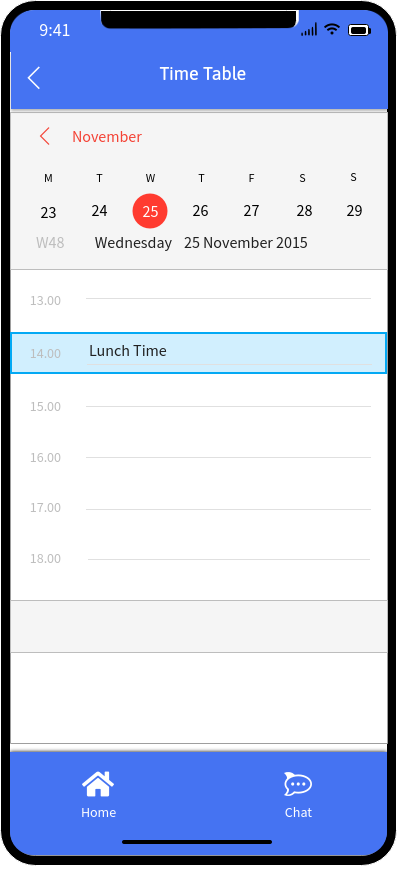 9:41
Time Table
November
M T W T F S S
23 24 25 26 27 28 29
W48 Wednesday 25 November 2015
13.00
14.00 Lunch Time
15.00
16.00
17.00
18.00
Home Chat